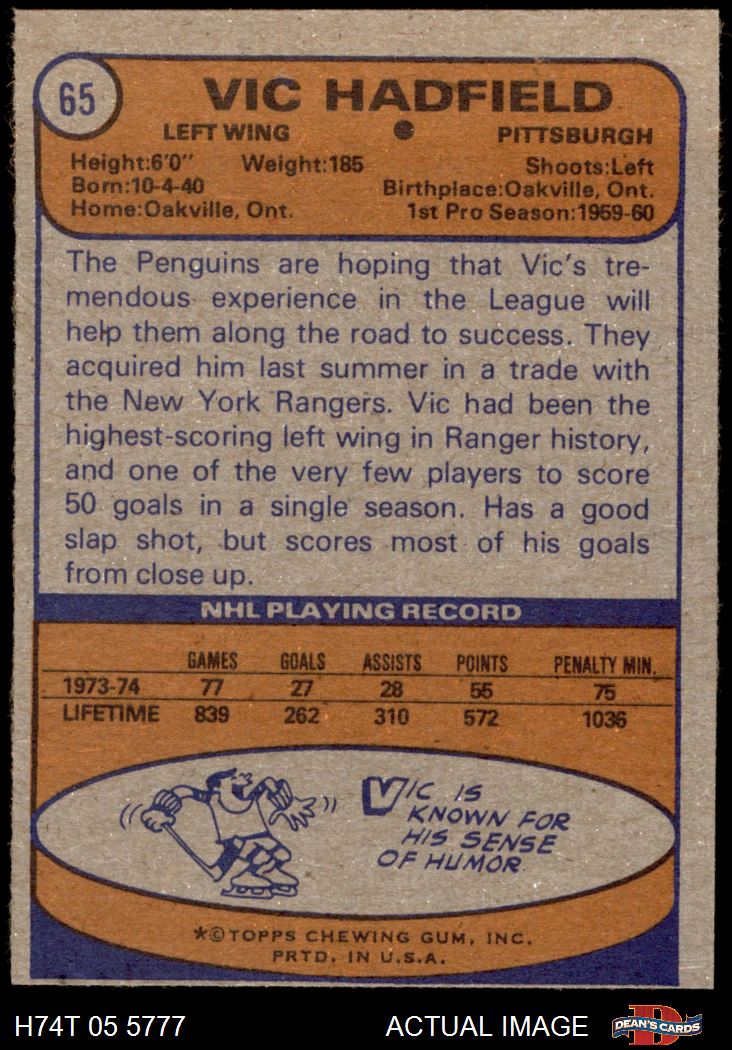 65
VIC HADFIELD
LEFT WING • PITTSBURGH
Height:6'0" Weight:185 Shoots:Left
Born:10-4-40 Birthplace:Oakville, Ont.
Home:Oakville, Ont. 1st Pro Season:1959-60
The Penguins are hoping that Vic's tre-
mendous experience in the League will
help them along the road to success. They
acquired him last summer in a trade with
the New York Rangers. Vic had been the
highest-scoring left wing in Ranger history,
and one of the very few players to score
50 goals in a single season. Has a good
slap shot, but scores most of his goals
from close up.
NHL PLAYING RECORD
GAMES GOALS ASSISTS POINTS PENALTY MIN.
1973-74 77 27 28 55 75
LIFETIME 839 262 310 572 1036
VIC IS
KNOWN FOR
HIS SENSE
OF HUMOR
*©TOPPS CHEWING GUM, INC.
PRTD. IN U.S.A.
H74T 05 5777 ACTUAL IMAGE D DEAN'S CARDS